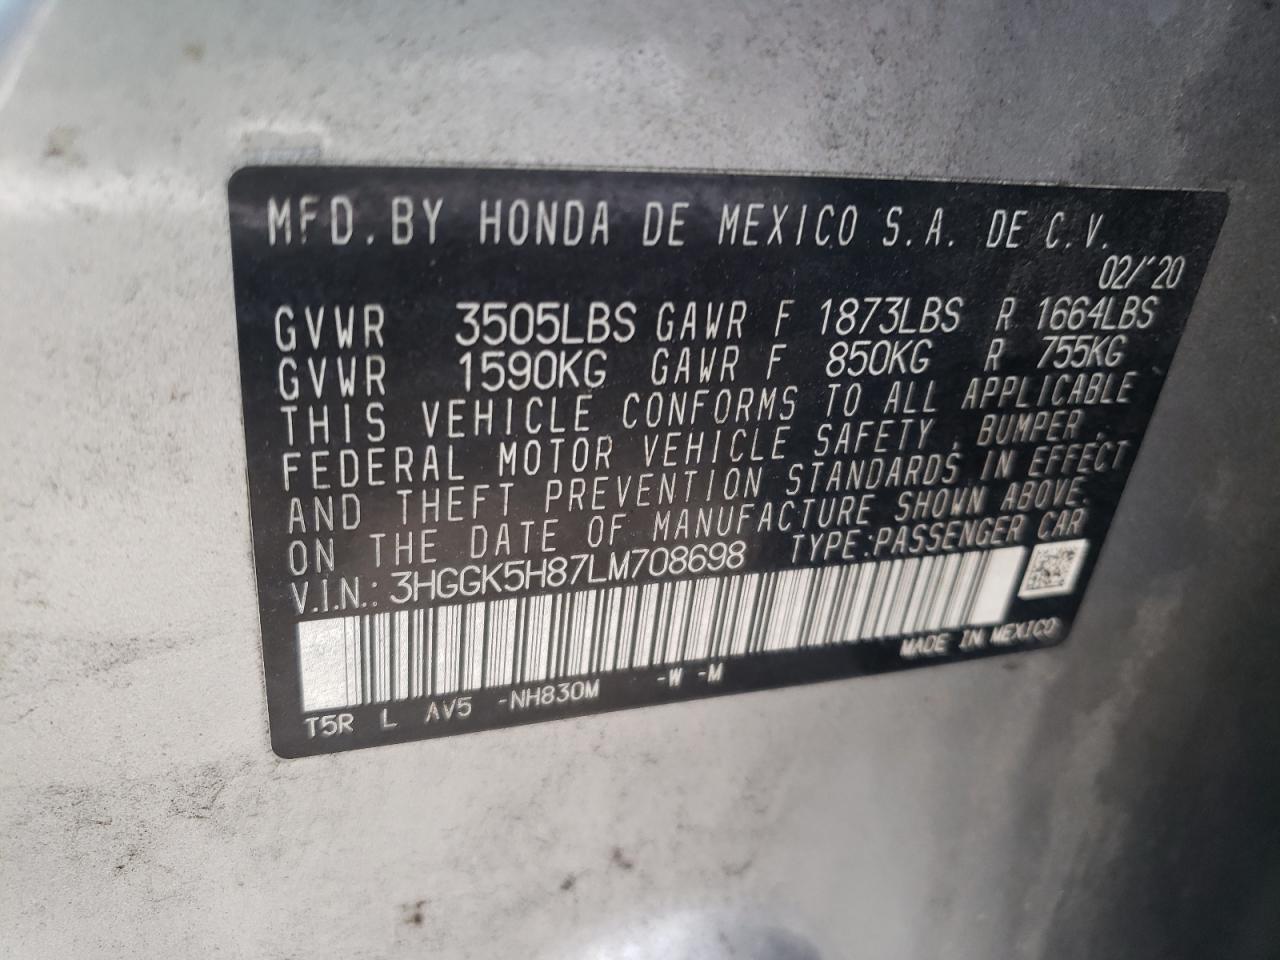 MFD. BY HONDA DE MEXICO S.A. DE C.V.
02/'20
GVWR 3505LBS GAWR F 1873LBS R 1664LBS
GVWR 1590KG GAWR F 850KG R 755KG
THIS VEHICLE CONFORMS TO ALL APPLICABLE
FEDERAL MOTOR VEHICLE SAFETY, BUMPER,
AND THEFT PREVENTION STANDARDS IN EFFECT
ON THE DATE OF MANUFACTURE SHOWN ABOVE.
V.I.N.: 3HGGK5H87LM708698 TYPE:PASSENGER CAR
MADE IN MEXICO
T5R L AV5 -NH830M -W -M